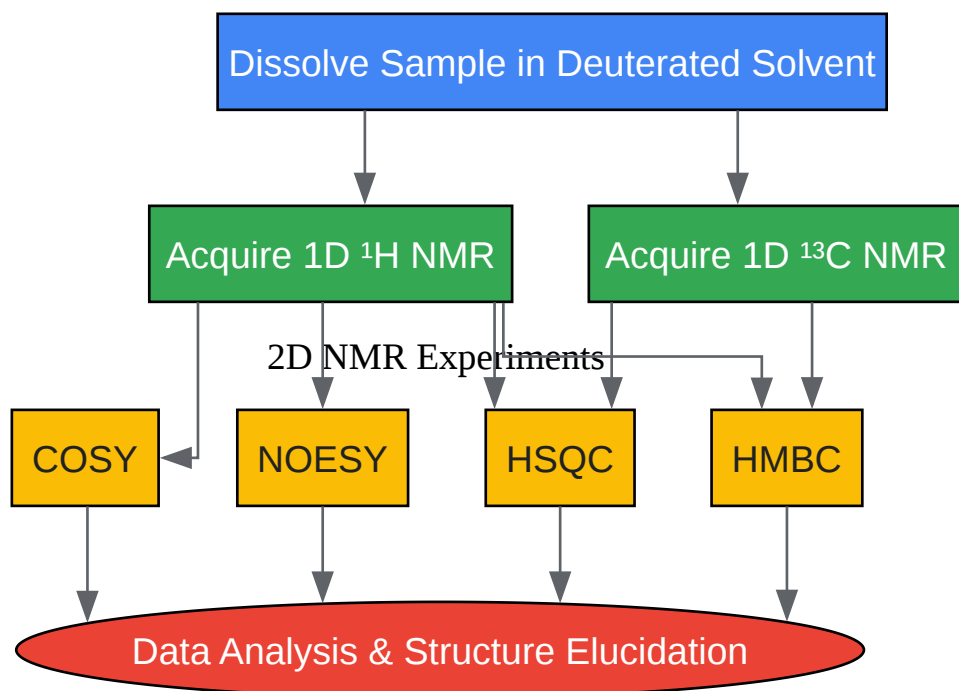 Dissolve Sample in Deuterated Solvent
Acquire 1D ¹H NMR
Acquire 1D ¹³C NMR
2D NMR Experiments
COSY
NOESY
HSQC
HMBC
Data Analysis & Structure Elucidation